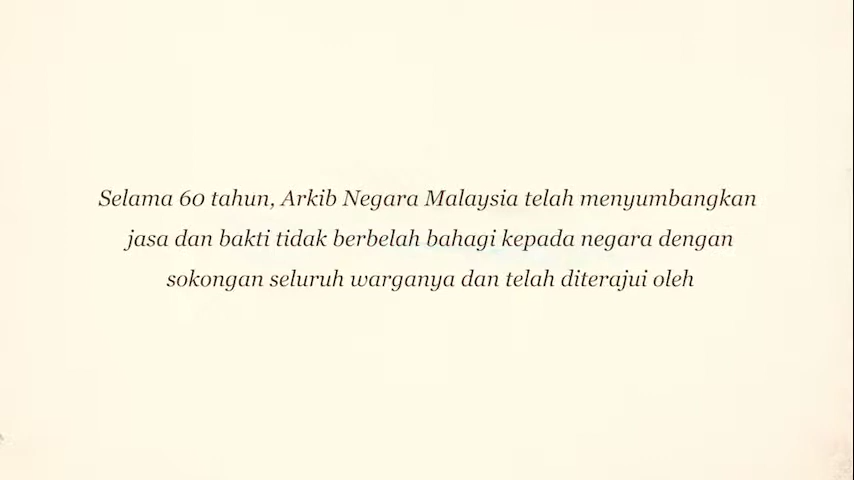 Selama 60 tahun, Arkib Negara Malaysia telah menyumbangkan
jasa dan bakti tidak berbelah bahagi kepada negara dengan
sokongan seluruh warganya dan telah diterajui oleh